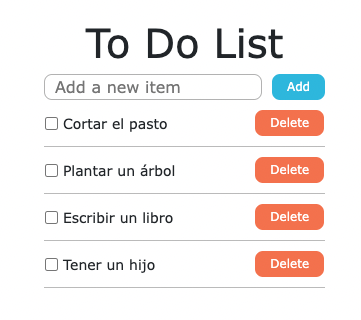 To Do List
Add a new item Add
Cortar el pasto Delete
Plantar un árbol Delete
Escribir un libro Delete
Tener un hijo Delete